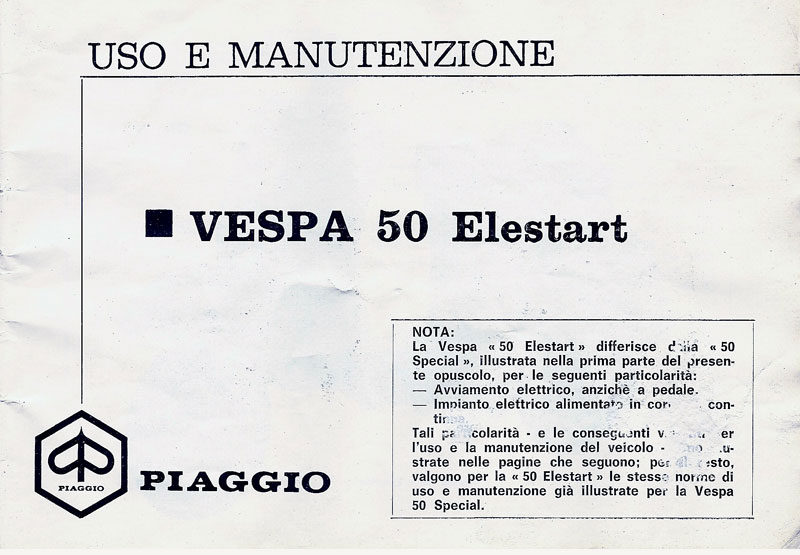 USO E MANUTENZIONE
■ VESPA 50 Elestart
NOTA:
La Vespa « 50 Elestart » differisce « 50
Special », illustrata nella prima parte del presen-
te opuscolo, per le seguenti particolarità:
— Avviamento elettrico, anzichè a pedale.
— Impianto elettrico alimentato in con-
Tali - e le conseguenti er
l'uso e la manutenzione del veicolo -
strate nelle pagine che seguono; per
valgono per la « 50 Elestart » le stesse norme di
uso e manutenzione già illustrate per la Vespa
50 Special.
PIAGGIO
PIAGGIO